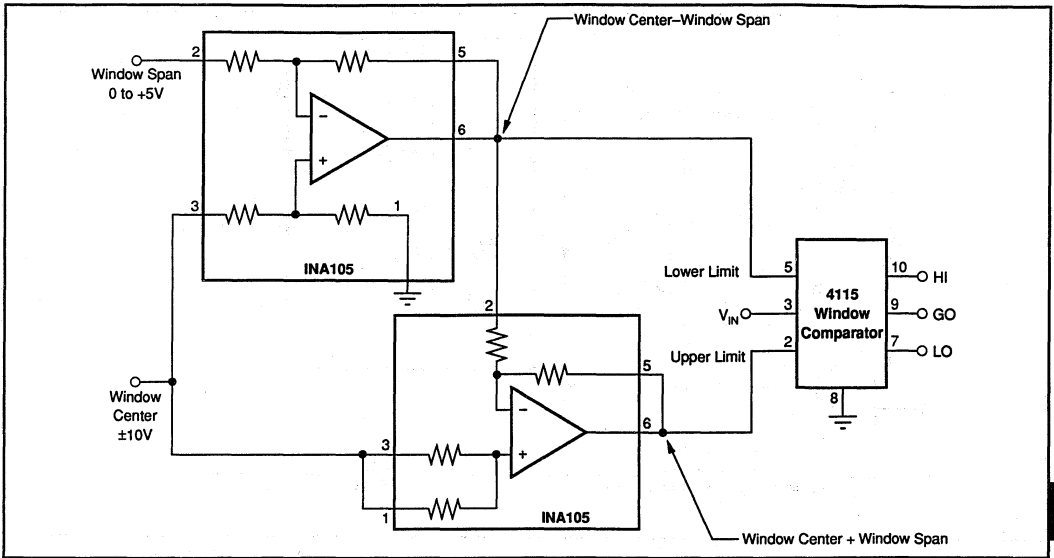 Window Center–Window Span
2
5
Window Span
0 to +5V
–
6
+
3
1
INA105
Lower Limit
5
10
HI
4115
Window
Comparator
2
VIN
3
9
GO
Upper Limit
2
7
LO
5
8
Window
Center
±10V
–
6
3
+
1
INA105
Window Center + Window Span